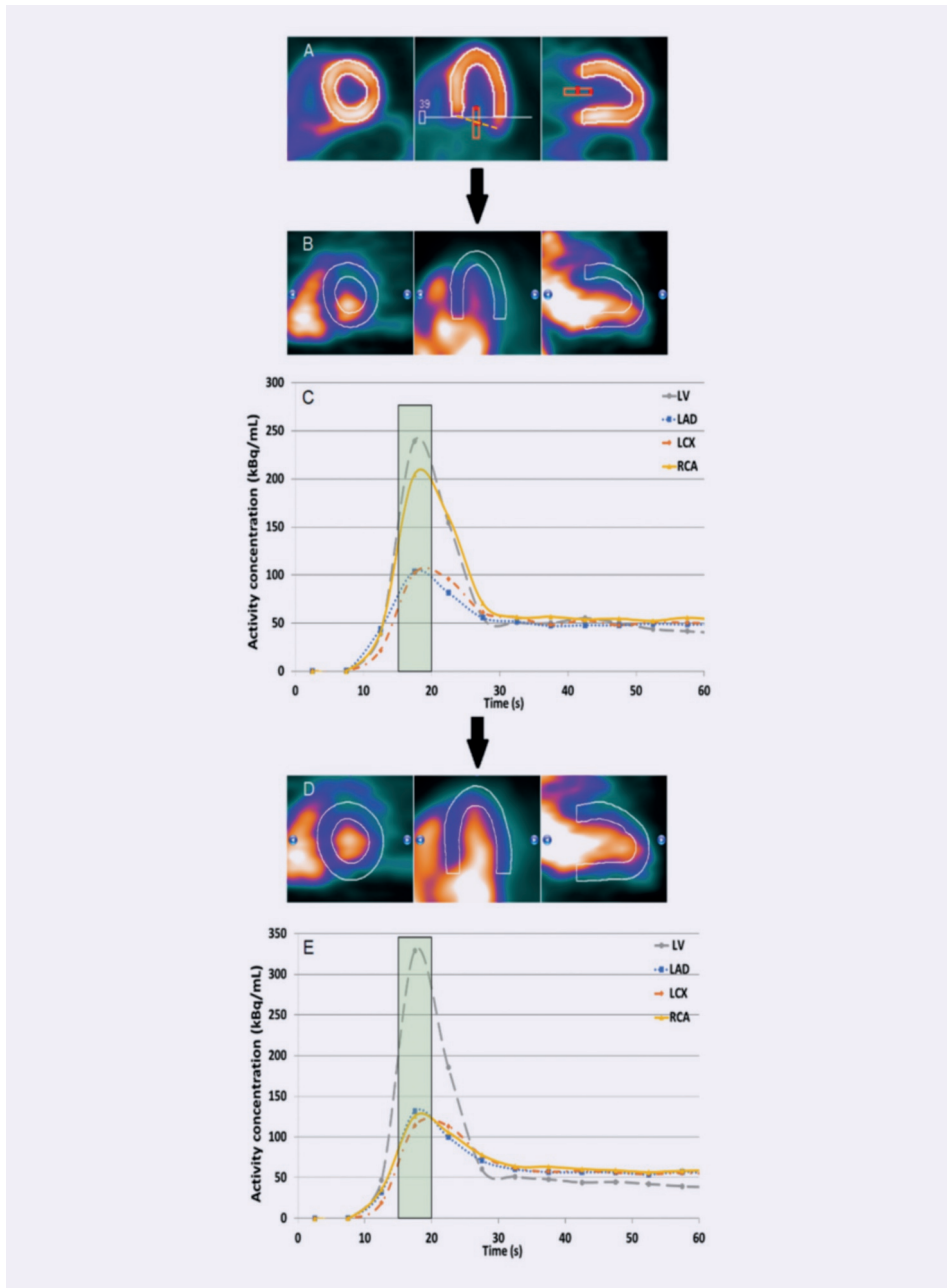 A
39
B
C
300
250
200
150
100
50
0
0 10 20 30 40 50 60
Activity concentration (kBq/mL)
Time (s)
LV
LAD
LCX
RCA
D
E
350
300
250
200
150
100
50
0
0 10 20 30 40 50 60
Activity concentration (kBq/mL)
Time (s)
LV
LAD
LCX
RCA